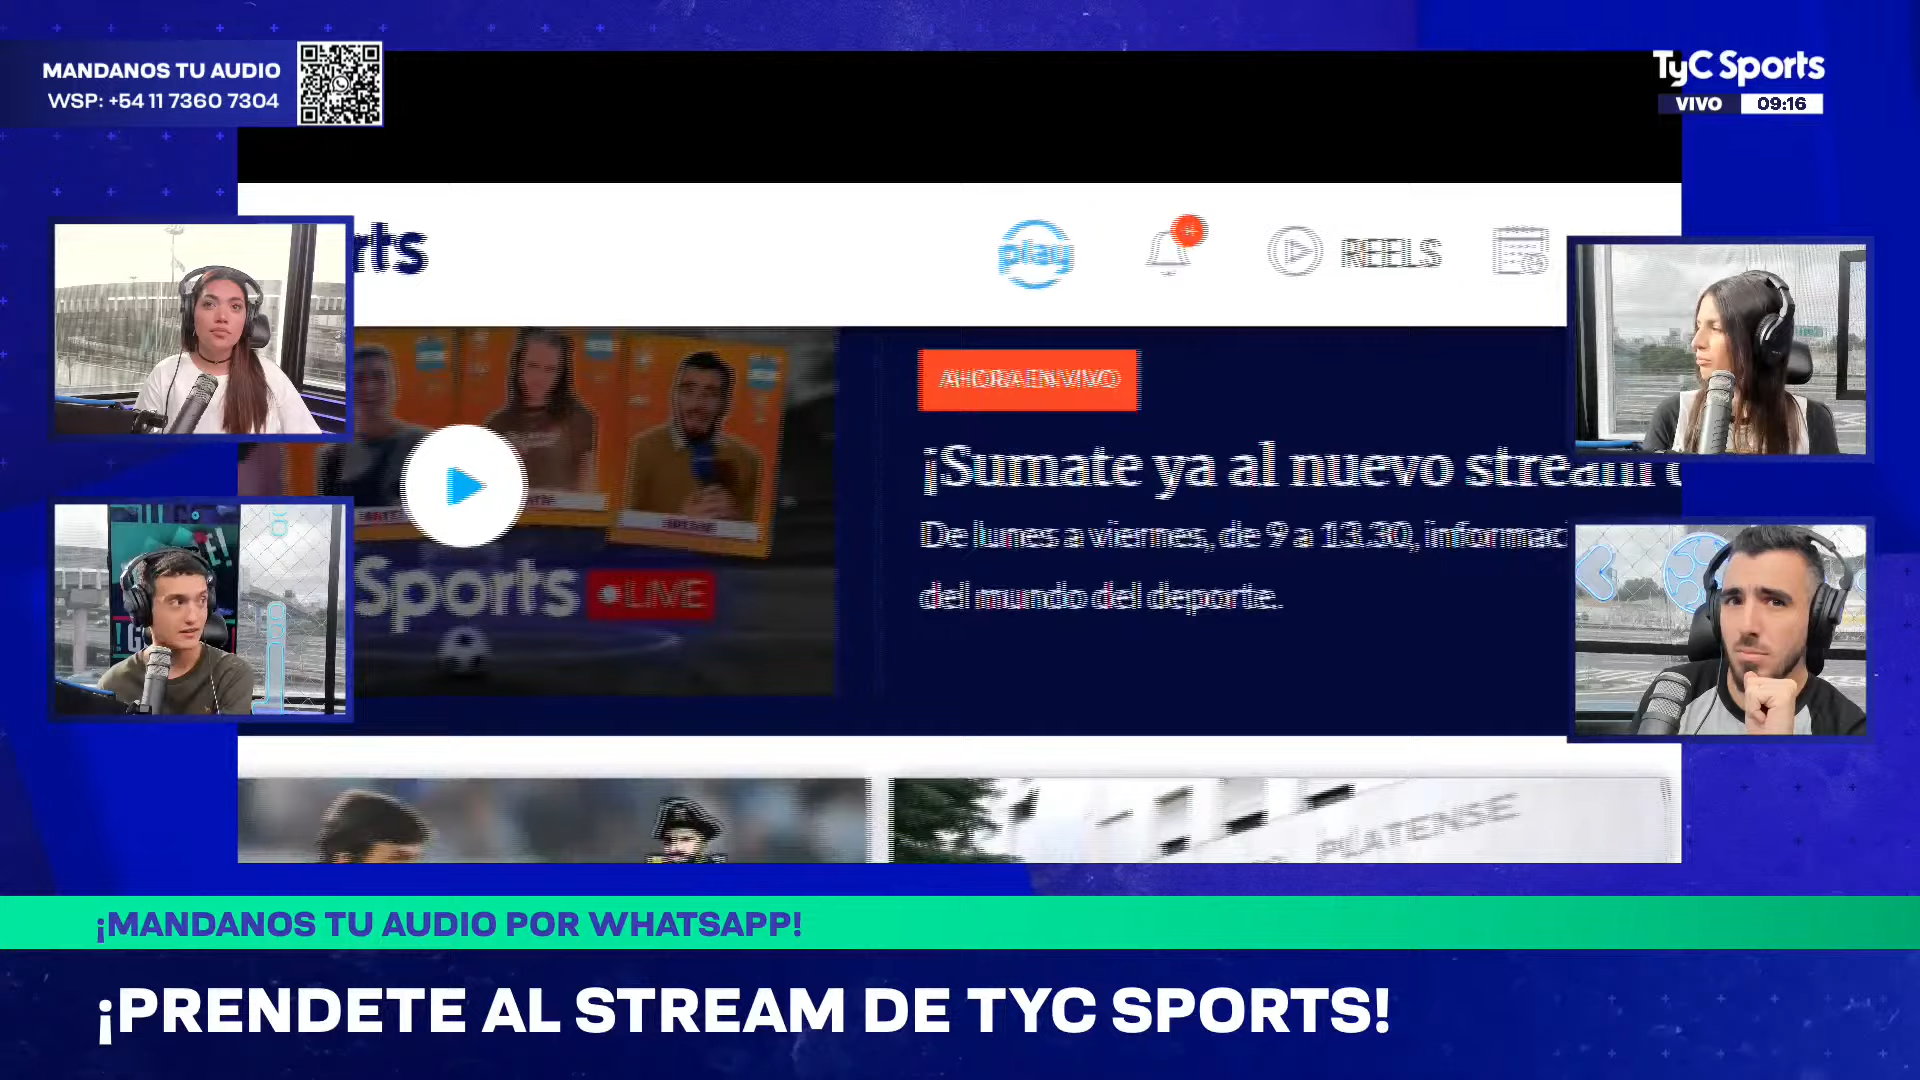 MANDANOS TU AUDIO
WSP: +54 11 7360 7304
TyC Sports
VIVO 09:16
rts
play
REELS
AHORA EN VIVO
¡Sumate ya al nuevo stream
De lunes a viernes, de 9 a 13.30, informaci
del mundo del deporte.
Sports
LIVE
PLATENSE
¡MANDANOS TU AUDIO POR WHATSAPP!
¡PRENDETE AL STREAM DE TYC SPORTS!